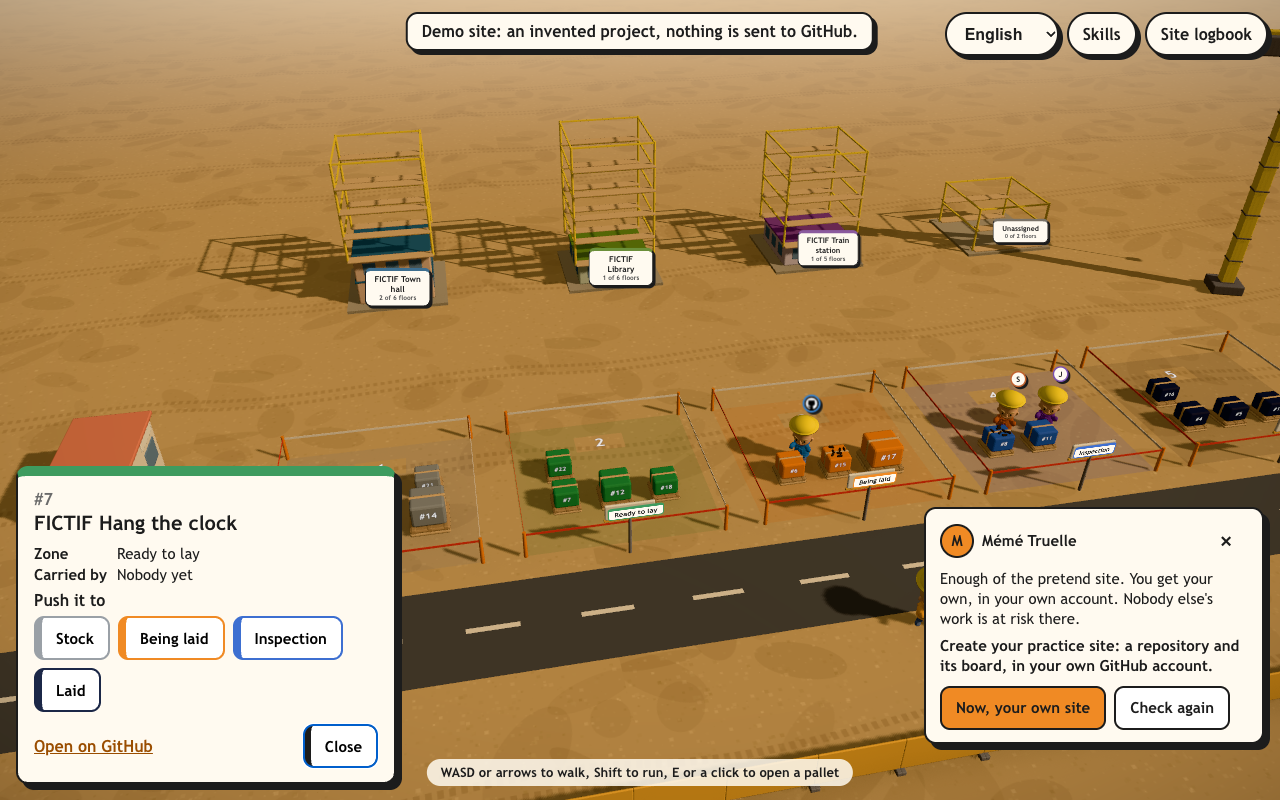 Demo site: an invented project, nothing is sent to GitHub.
English
Skills
Site logbook
FICTIF Town
hall
2 of 6 floors
FICTIF
Library
1 of 6 floors
FICTIF Train
station
1 of 5 floors
Unassigned
0 of 2 floors
#14
2
#22
#7
#12
#18
Ready to lay
#6
#15
#17
Being laid
S
J
#8
#11
Inspection
5
#4
#7
FICTIF Hang the clock
Zone Ready to lay
Carried by Nobody yet
Push it to
Stock
Being laid
Inspection
Laid
Open on GitHub
Close
M
Mémé Truelle
×
Enough of the pretend site. You get your
own, in your own account. Nobody else's
work is at risk there.
Create your practice site: a repository and
its board, in your own GitHub account.
Now, your own site
Check again
WASD or arrows to walk, Shift to run, E or a click to open a pallet